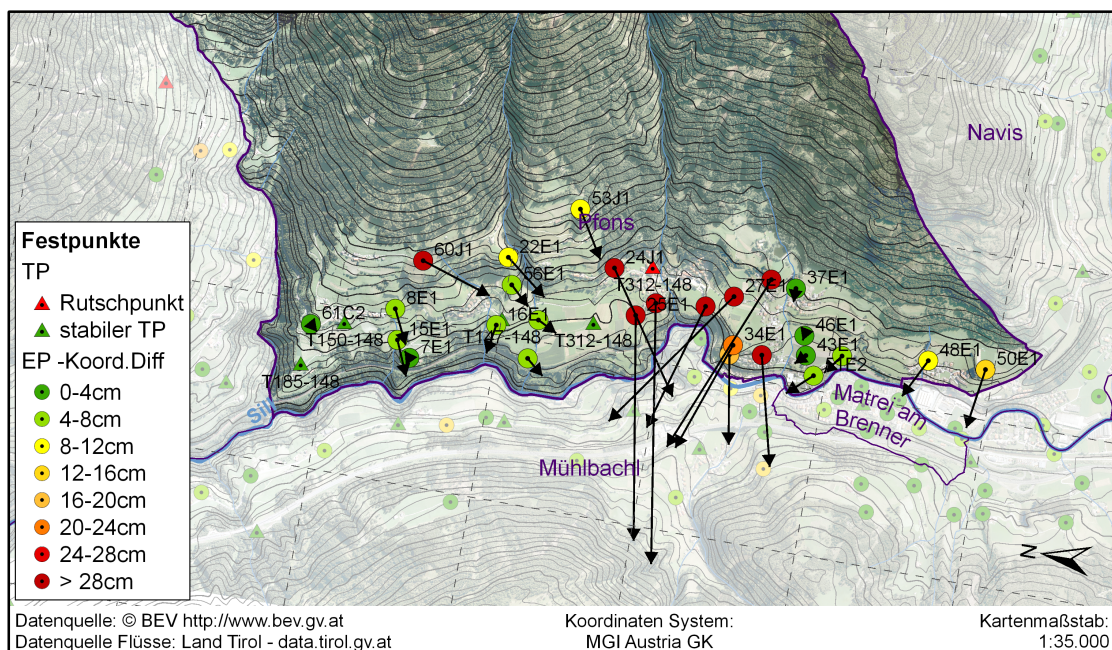 Navis
53J1
Pfons
60J1
22E1
24J1
56E1
T312-148
27E1
37E1
8E1
16E1
61C2
15E1
46E1
T150-148
T147-148
T312-148
34E1
43E1
7E1
48E1
50E1
T185-148
Sill
Matrei am
Brenner
Mühlbachl
Festpunkte
TP
Rutschpunkt
stabiler TP
EP -Koord.Diff
0-4cm
4-8cm
8-12cm
12-16cm
16-20cm
20-24cm
24-28cm
> 28cm
N
Datenquelle: © BEV http://www.bev.gv.at
Datenquelle Flüsse: Land Tirol - data.tirol.gv.at
Koordinaten System:
MGI Austria GK
Kartenmaßstab:
1:35.000